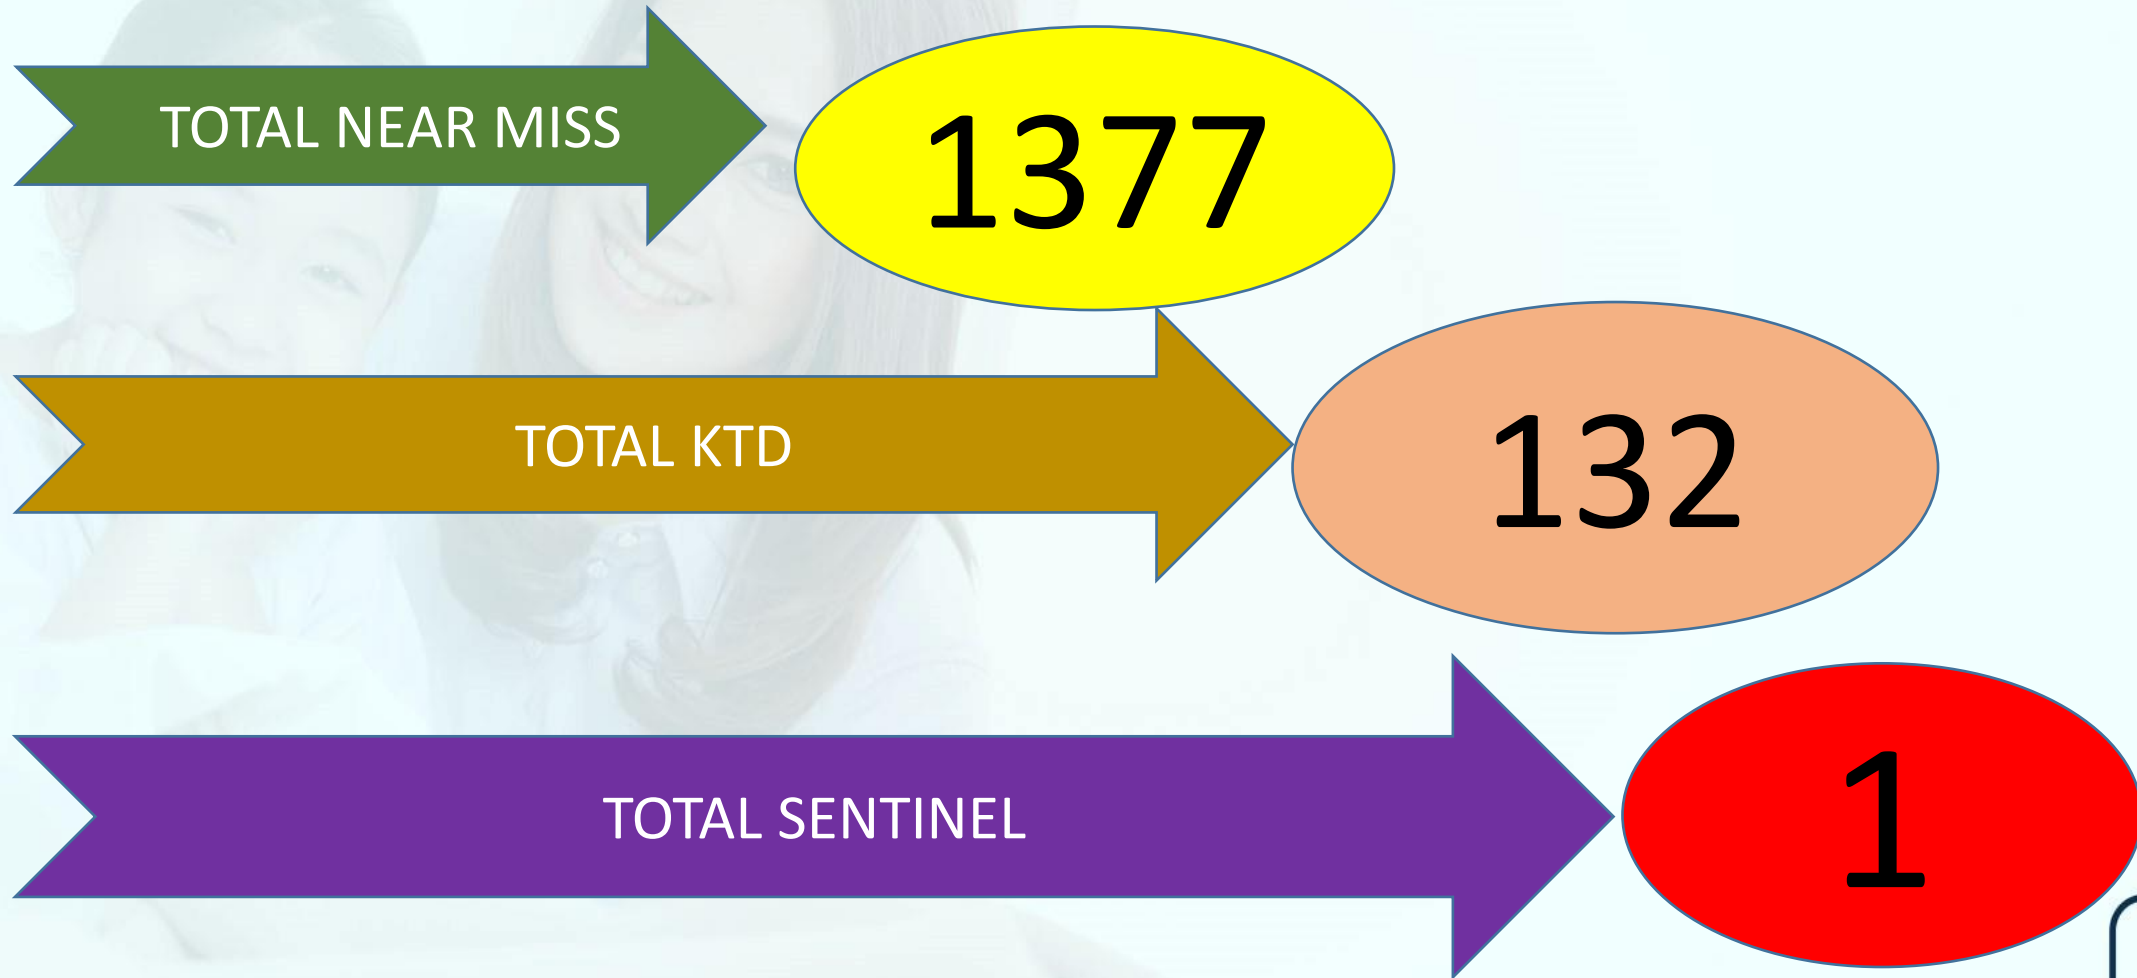 TOTAL NEAR MISS
1377
TOTAL KTD
132
TOTAL SENTINEL
1